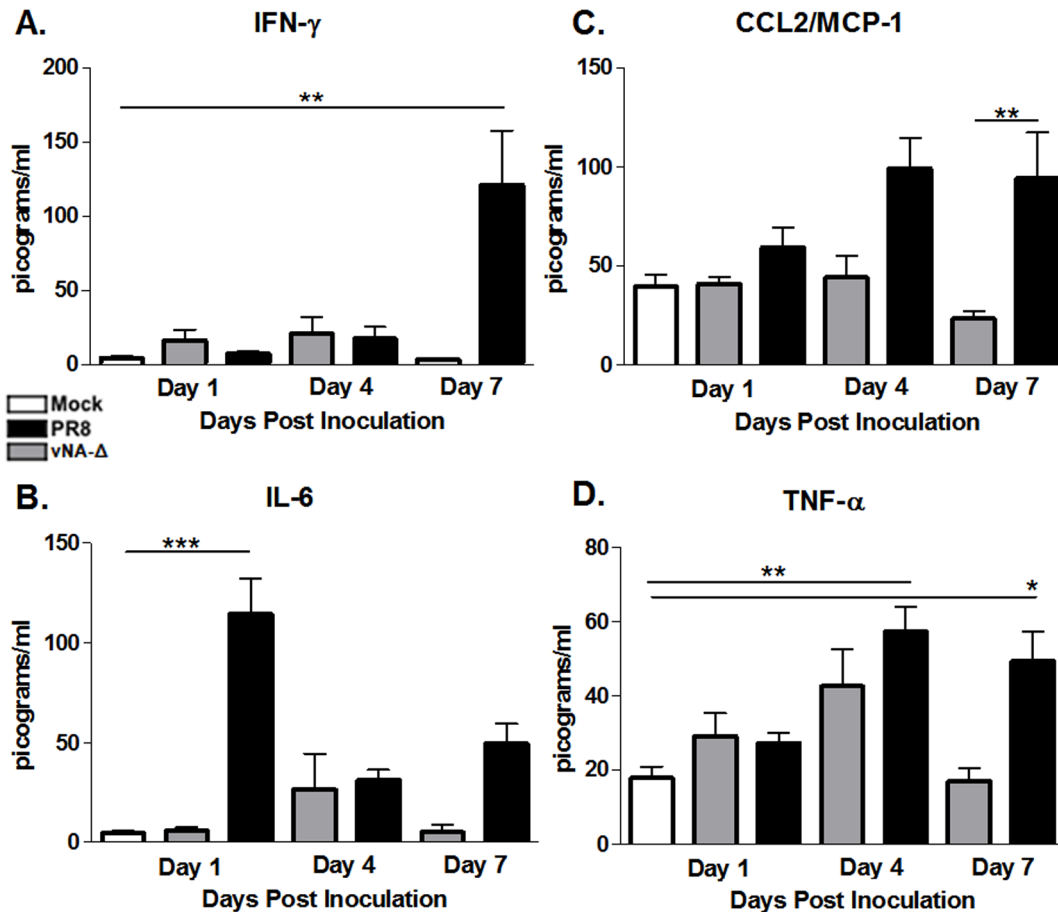 A.
IFN-γ
200
150
100
50
0
picograms/ml
**
Day 1 Day 4 Day 7
Days Post Inoculation
Mock
PR8
vNA-Δ
B.
IL-6
150
100
50
0
picograms/ml
***
Day 1 Day 4 Day 7
Days Post Inoculation
C.
CCL2/MCP-1
150
100
50
0
picograms/ml
**
Day 1 Day 4 Day 7
Days Post Inoculation
D.
TNF-α
80
60
40
20
0
picograms/ml
**
*
Day 1 Day 4 Day 7
Days Post Inoculation